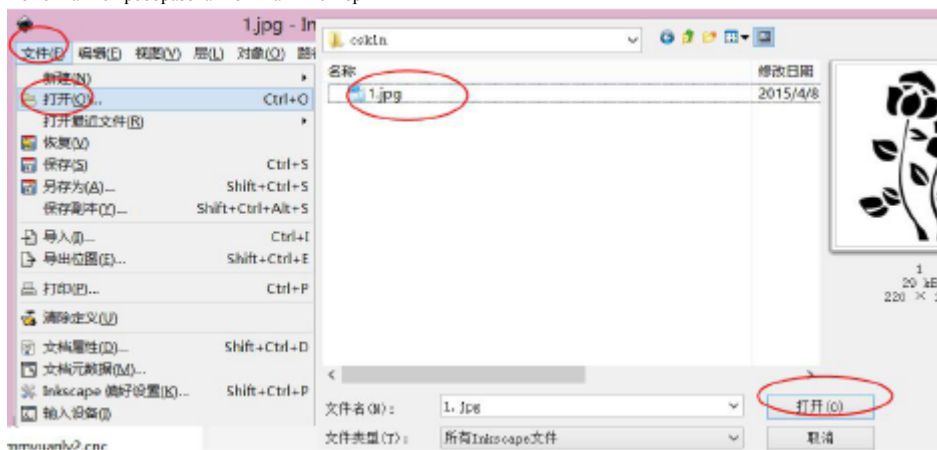 1.jpg - In
文件(F) 编辑(E) 视图(V) 层(L) 对象(O)
新建(N)
打开(O)... Ctrl+O
打开最近文件(R)
恢复(V)
保存(S) Ctrl+S
另存为(A)... Shift+Ctrl+S
保存副本(Y)... Shift+Ctrl+Alt+S
导入(I)... Ctrl+I
导出位图(E)... Shift+Ctrl+E
打印(P)... Ctrl+P
清除定义(U)
文档属性(D)... Shift+Ctrl+D
文档元数据(M)...
Inkscape 偏好设置(K)... Shift+Ctrl+P
输入设备(I)
cskin
名称 修改日期
1.jpg 2015/4/8
1
29 kB
220 ×
文件名(N): 1.jpg
打开(O)
文件类型(T): 所有Inkscape文件
取消